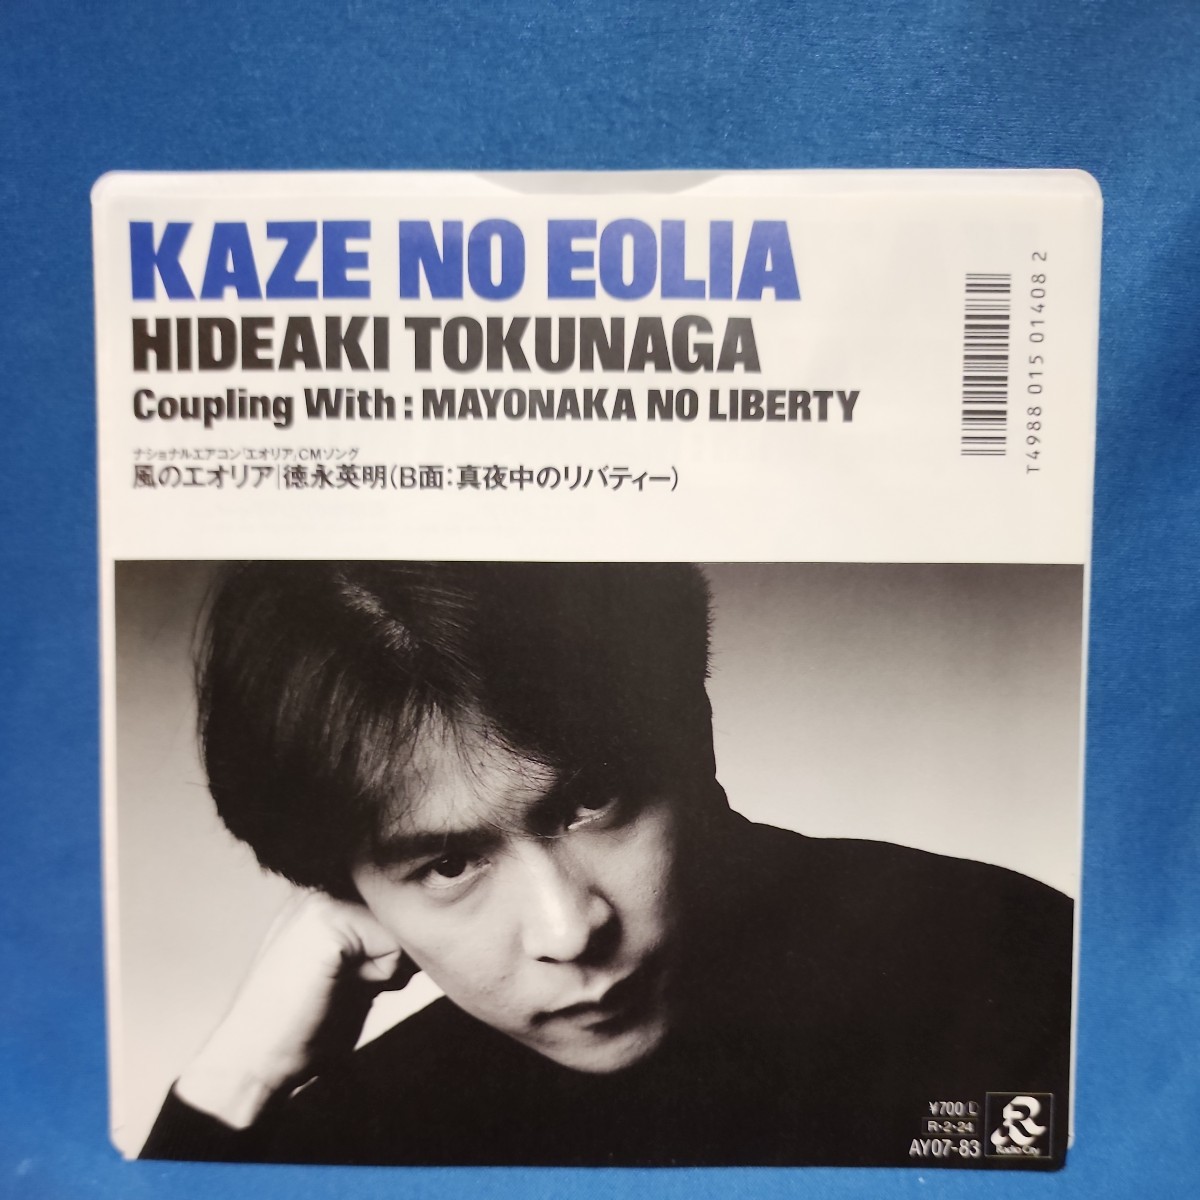 KAZE NO EOLIA
HIDEAKI TOKUNAGA
Coupling With: MAYONAKA NO LIBERTY
ナショナルエアコン「エオリア」CMソング
風のエオリア|徳永英明(B面:真夜中のリバティー)
T4988 015 01408 2
¥700 L
R・2・24
AY07-83
R
Radio City